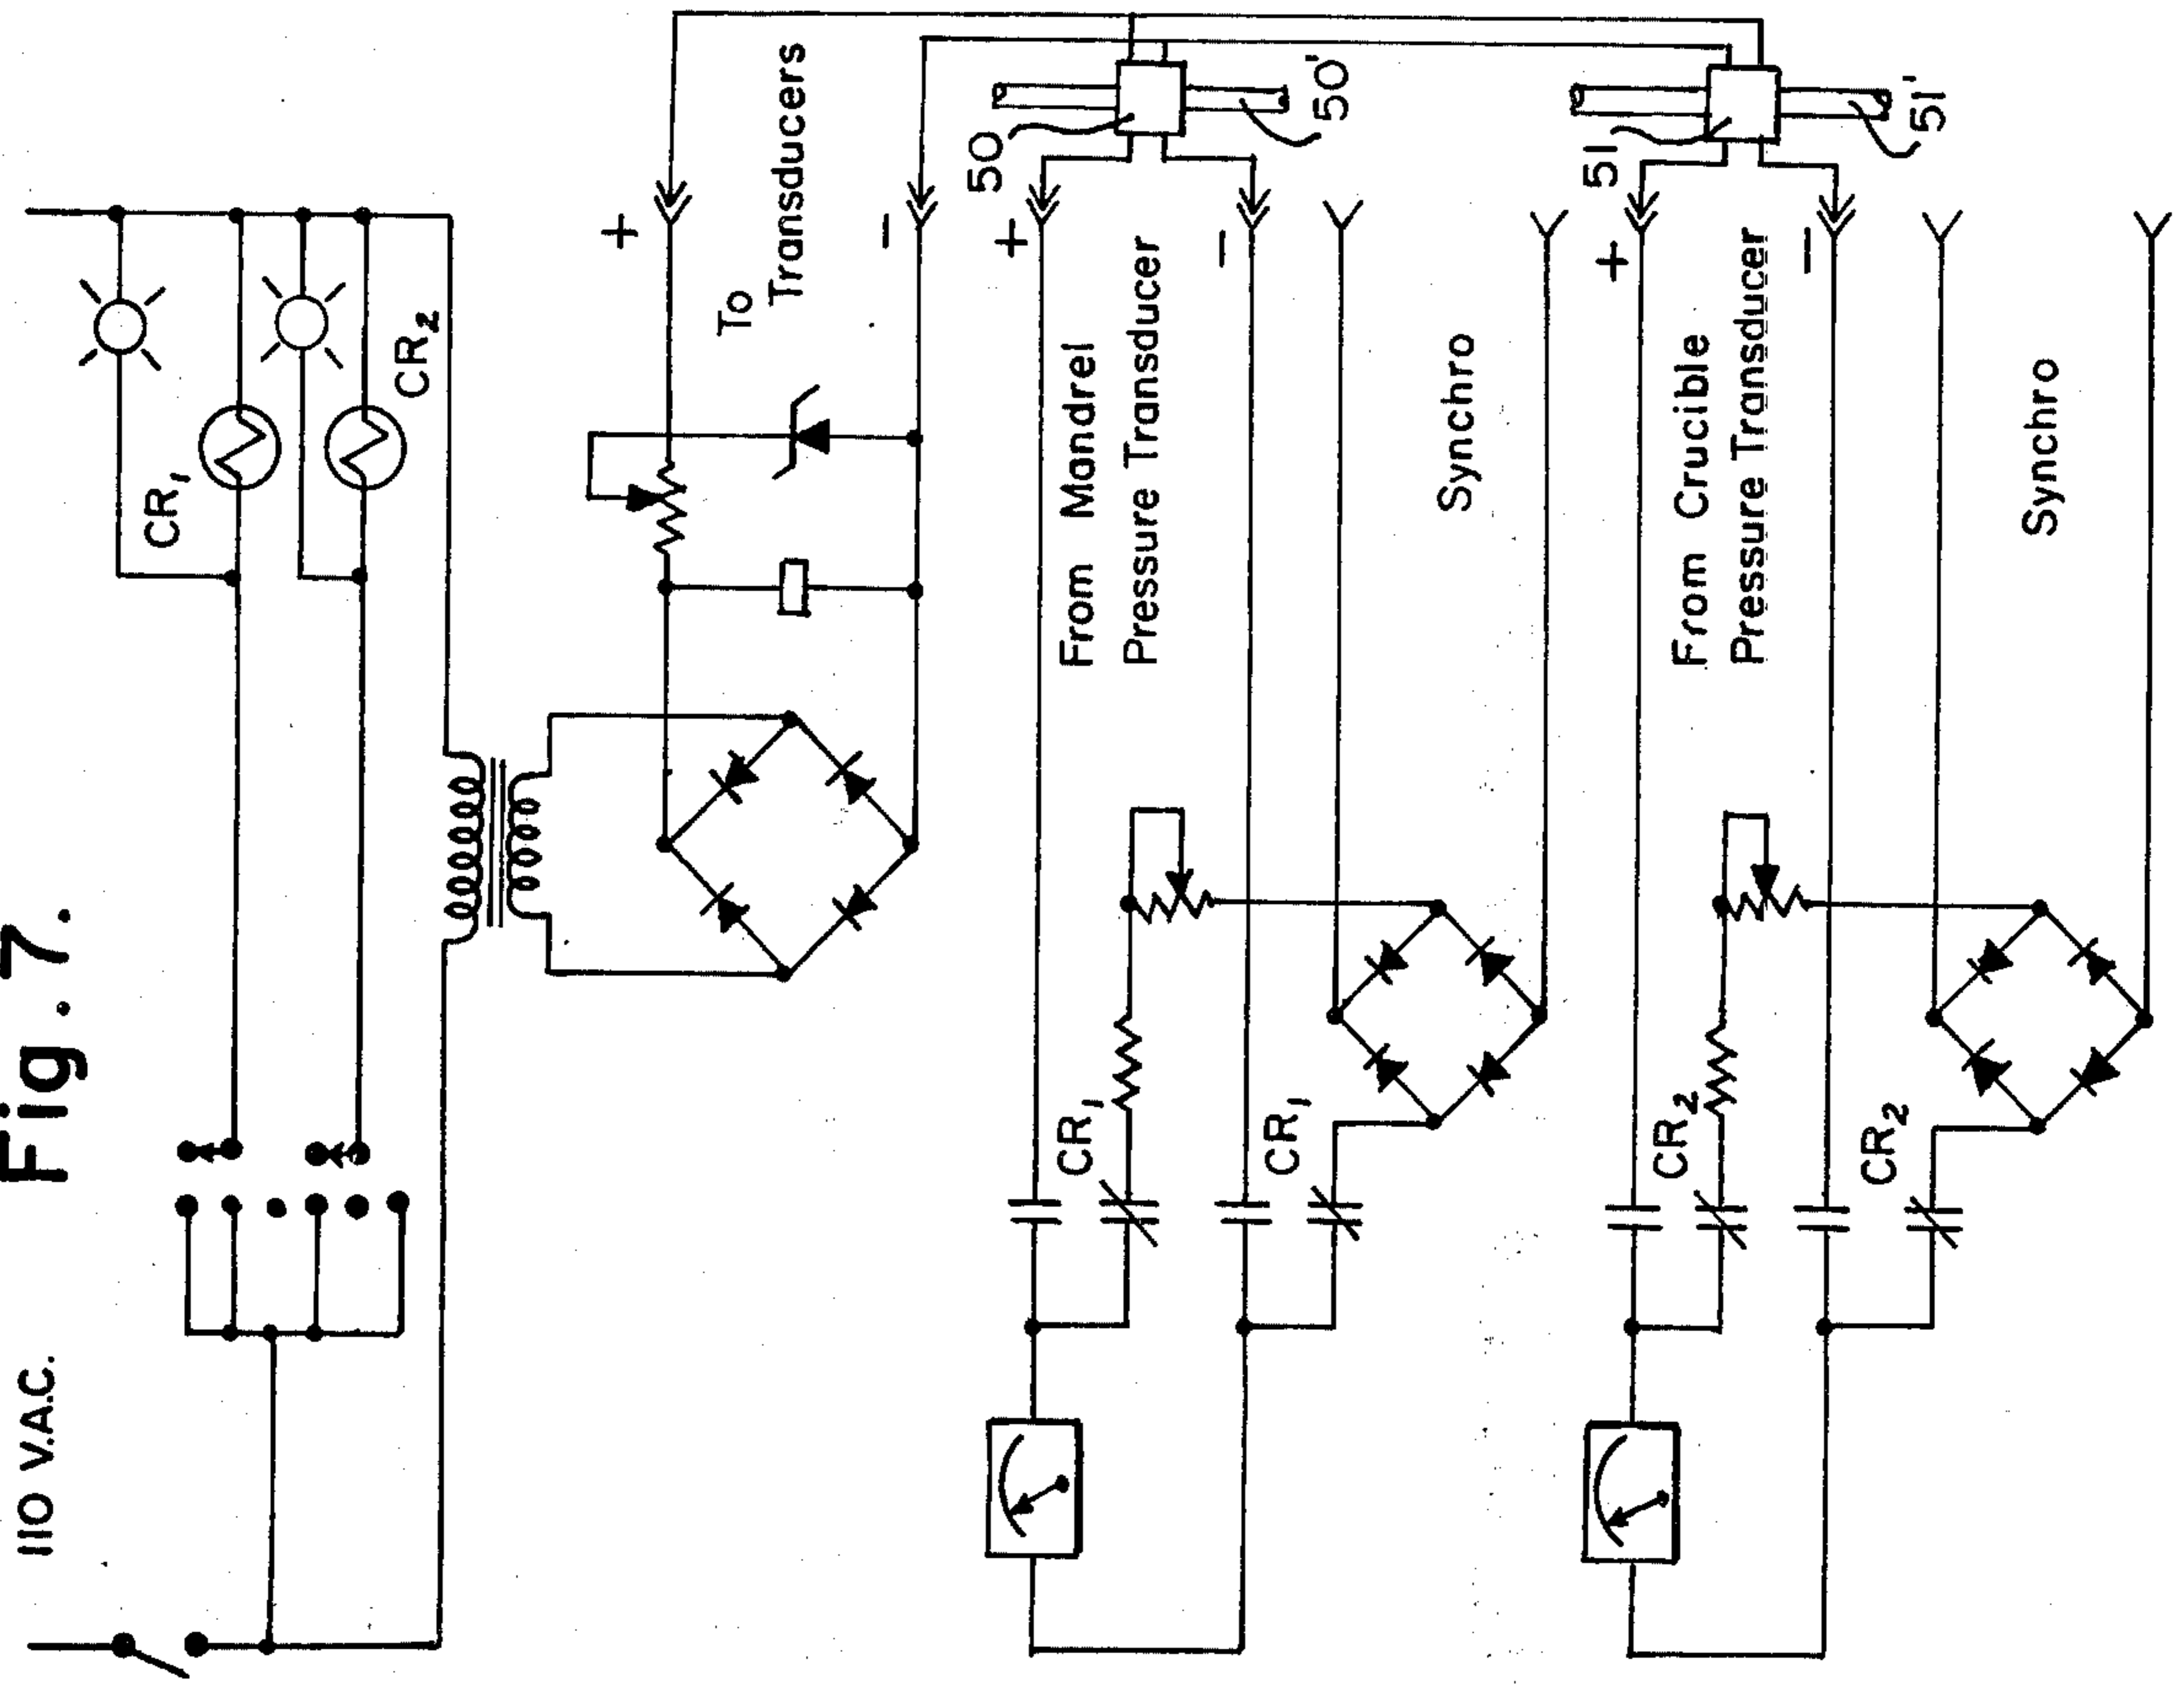 Fig. 7.
110 V.A.C.
CR1
CR2
+
To
Transducers
-
50
50'
+
From Mandrel
Pressure Transducer
-
CR1
CR1
Synchro
51
51'
+
From Crucible
Pressure Transducer
-
CR2
CR2
Synchro